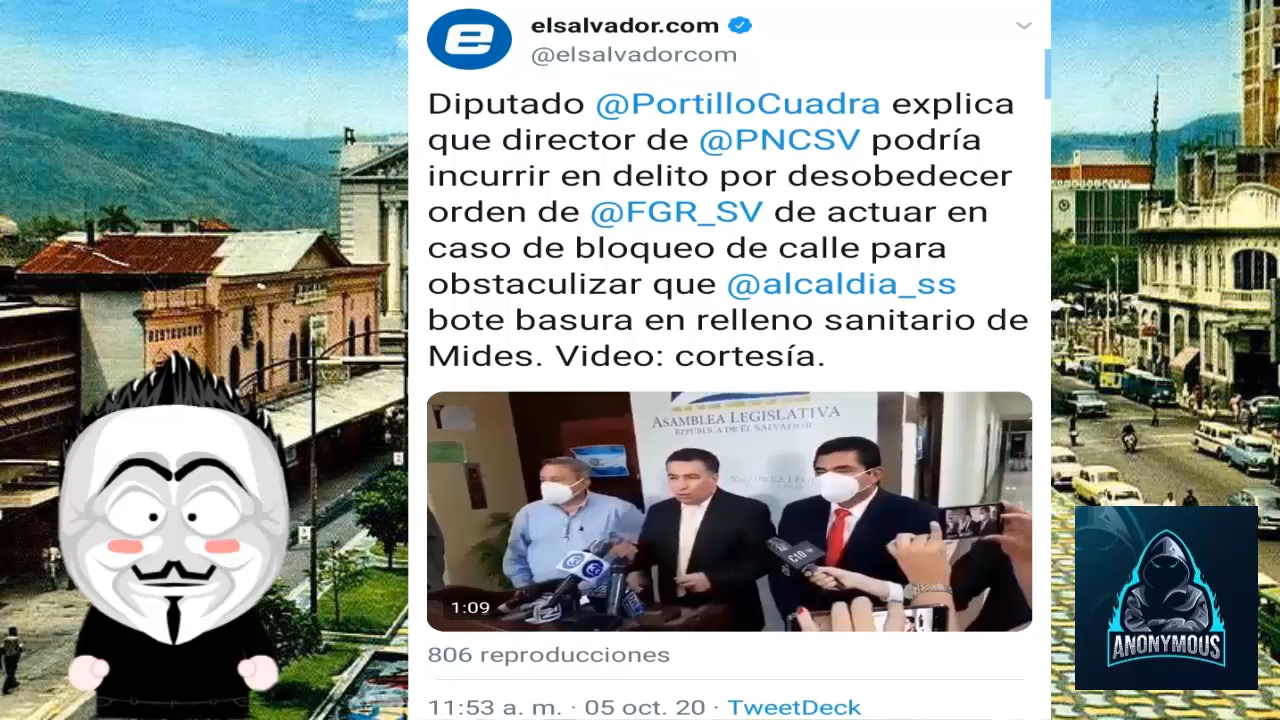 elsalvador.com
@elsalvadorcom
Diputado @PortilloCuadra explica
que director de @PNCSV podría
incurrir en delito por desobedecer
orden de @FGR_SV de actuar en
caso de bloqueo de calle para
obstaculizar que @alcaldia_ss
bote basura en relleno sanitario de
Mides. Video: cortesía.
ASAMBLEA LEGISLATIVA
REPÚBLICA DE EL SALVADOR
1:09
806 reproducciones
11:53 a. m. · 05 oct. 20 · TweetDeck
ANONYMOUS